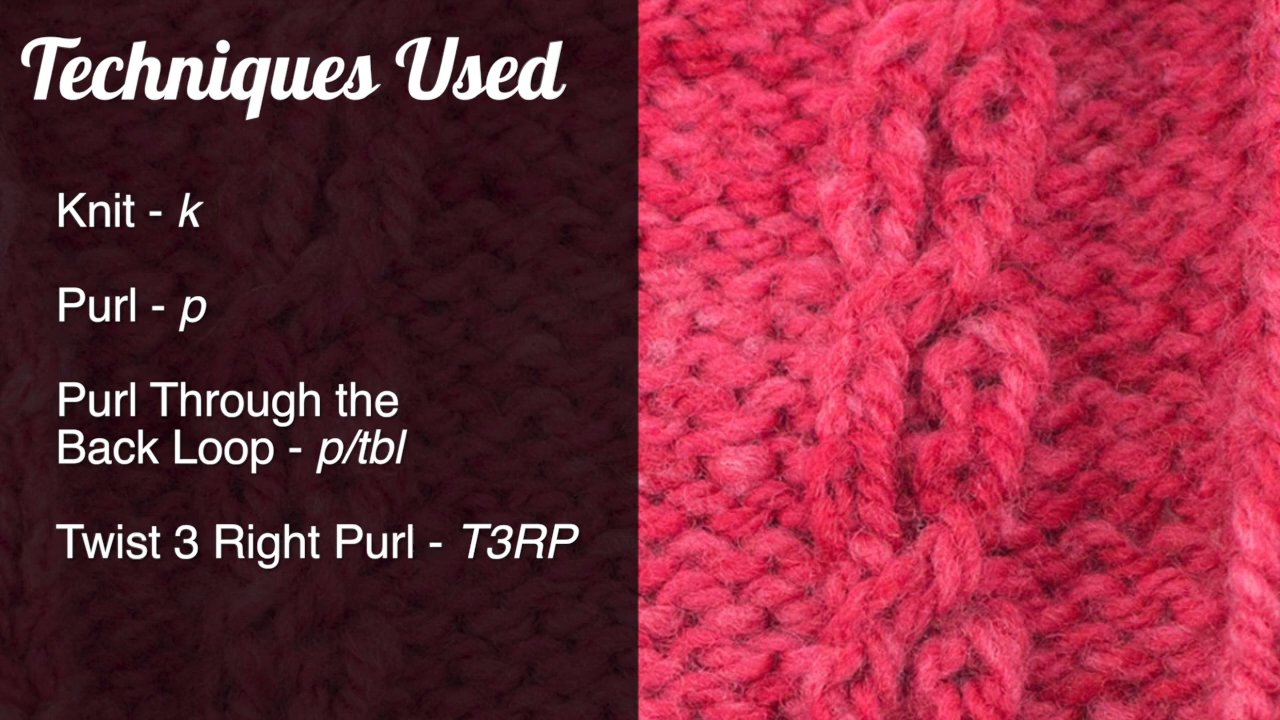 Techniques Used
Knit - k
Purl - p
Purl Through the
Back Loop - p/tbl
Twist 3 Right Purl - T3RP